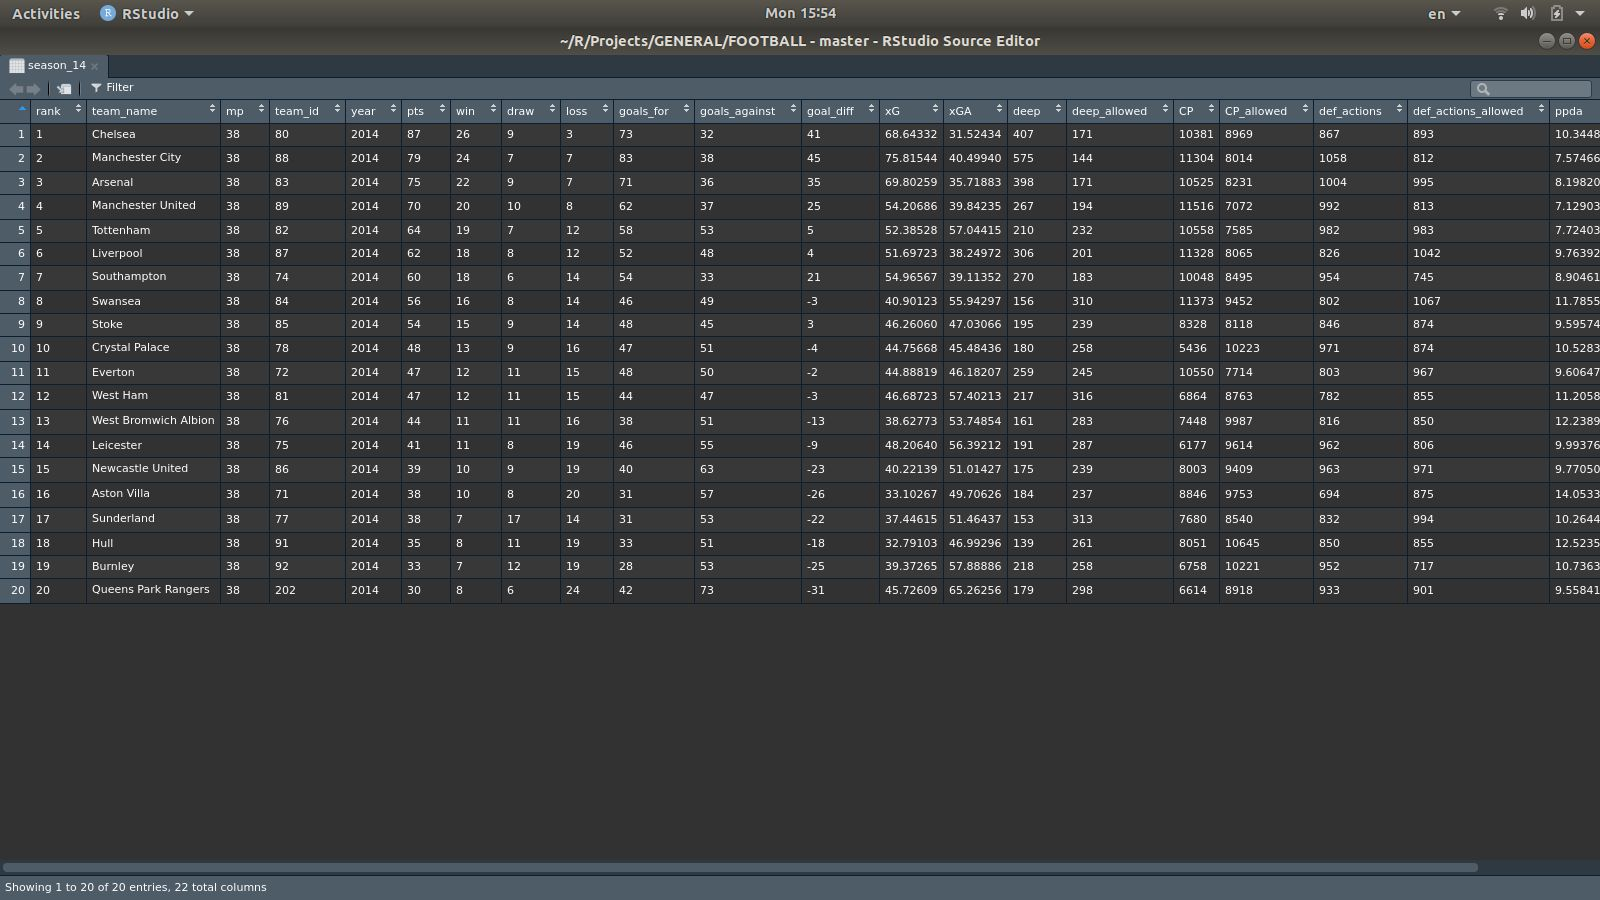 Activities RStudio Mon 15:54 en
~/R/Projects/GENERAL/FOOTBALL - master - RStudio Source Editor
season_14
Filter
rank team_name mp team_id year pts win draw loss goals_for goals_against goal_diff xG xGA deep deep_allowed CP CP_allowed def_actions def_actions_allowed ppda
1 1 Chelsea 38 80 2014 87 26 9 3 73 32 41 68.64332 31.52434 407 171 10381 8969 867 893 10.3448
2 2 Manchester City 38 88 2014 79 24 7 7 83 38 45 75.81544 40.49940 575 144 11304 8014 1058 812 7.57466
3 3 Arsenal 38 83 2014 75 22 9 7 71 36 35 69.80259 35.71883 398 171 10525 8231 1004 995 8.19820
4 4 Manchester United 38 89 2014 70 20 10 8 62 37 25 54.20686 39.84235 267 194 11516 7072 992 813 7.12903
5 5 Tottenham 38 82 2014 64 19 7 12 58 53 5 52.38528 57.04415 210 232 10558 7585 982 983 7.72403
6 6 Liverpool 38 87 2014 62 18 8 12 52 48 4 51.69723 38.24972 306 201 11328 8065 826 1042 9.76392
7 7 Southampton 38 74 2014 60 18 6 14 54 33 21 54.96567 39.11352 270 183 10048 8495 954 745 8.90461
8 8 Swansea 38 84 2014 56 16 8 14 46 49 -3 40.90123 55.94297 156 310 11373 9452 802 1067 11.7855
9 9 Stoke 38 85 2014 54 15 9 14 48 45 3 46.26060 47.03066 195 239 8328 8118 846 874 9.59574
10 10 Crystal Palace 38 78 2014 48 13 9 16 47 51 -4 44.75668 45.48436 180 258 5436 10223 971 874 10.5283
11 11 Everton 38 72 2014 47 12 11 15 48 50 -2 44.88819 46.18207 259 245 10550 7714 803 967 9.60647
12 12 West Ham 38 81 2014 47 12 11 15 44 47 -3 46.68723 57.40213 217 316 6864 8763 782 855 11.2058
13 13 West Bromwich Albion 38 76 2014 44 11 11 16 38 51 -13 38.62773 53.74854 161 283 7448 9987 816 850 12.2389
14 14 Leicester 38 75 2014 41 11 8 19 46 55 -9 48.20640 56.39212 191 287 6177 9614 962 806 9.99376
15 15 Newcastle United 38 86 2014 39 10 9 19 40 63 -23 40.22139 51.01427 175 239 8003 9409 963 971 9.77050
16 16 Aston Villa 38 71 2014 38 10 8 20 31 57 -26 33.10267 49.70626 184 237 8846 9753 694 875 14.0533
17 17 Sunderland 38 77 2014 38 7 17 14 31 53 -22 37.44615 51.46437 153 313 7680 8540 832 994 10.2644
18 18 Hull 38 91 2014 35 8 11 19 33 51 -18 32.79103 46.99296 139 261 8051 10645 850 855 12.5235
19 19 Burnley 38 92 2014 33 7 12 19 28 53 -25 39.37265 57.88886 218 258 6758 10221 952 717 10.7363
20 20 Queens Park Rangers 38 202 2014 30 8 6 24 42 73 -31 45.72609 65.26256 179 298 6614 8918 933 901 9.55841
Showing 1 to 20 of 20 entries, 22 total columns